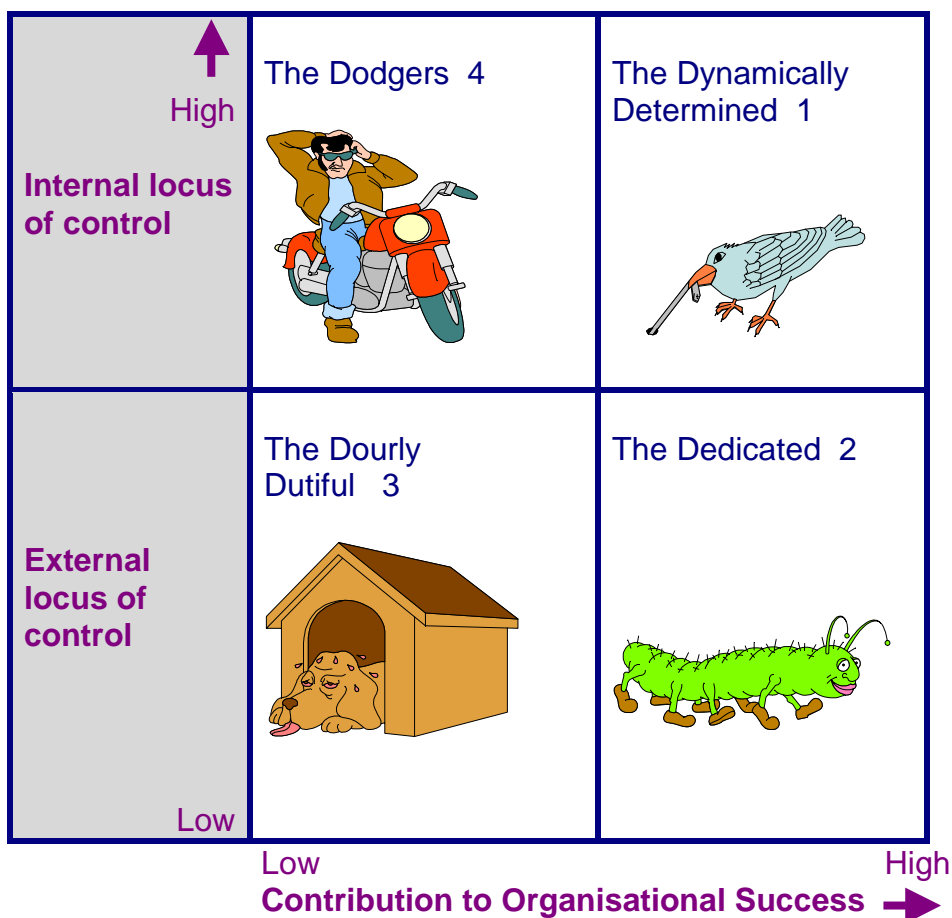 High
Internal locus
of control
The Dodgers 4
The Dynamically
Determined 1
External
locus of
control
Low
The Dourly
Dutiful 3
The Dedicated 2
Low
High
Contribution to Organisational Success